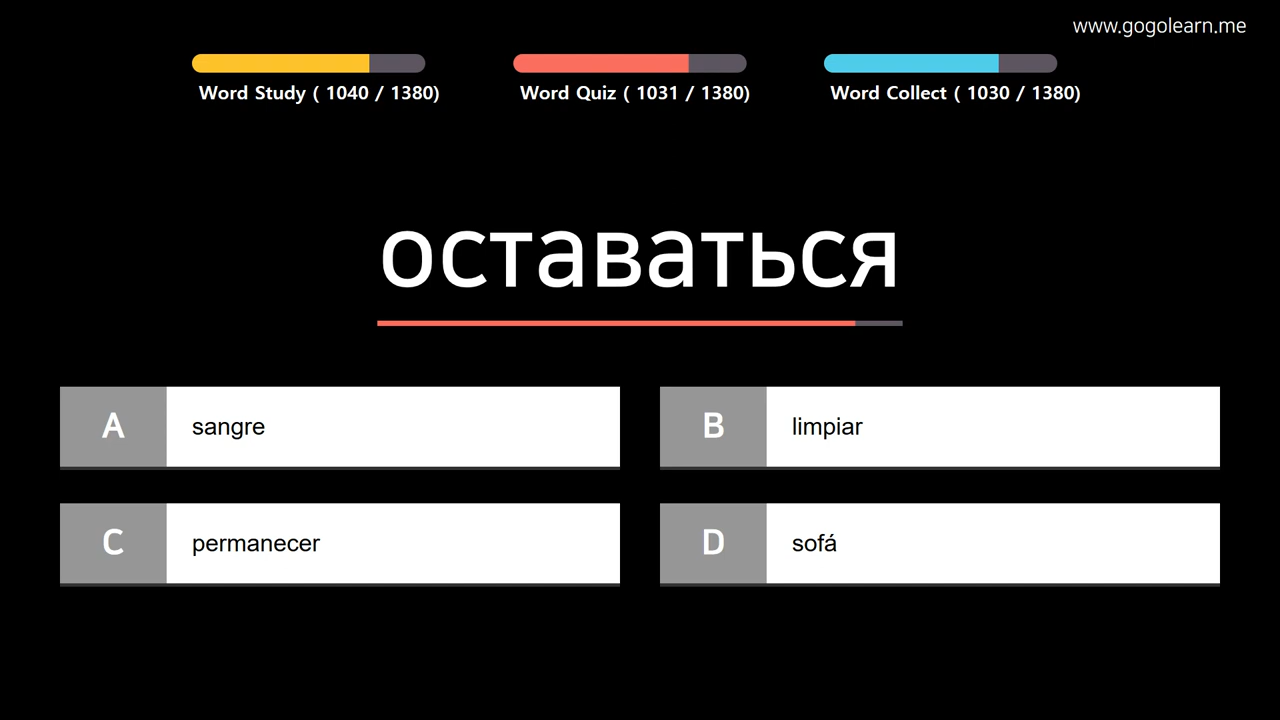 www.gogolearn.me
Word Study ( 1040 / 1380)
Word Quiz ( 1031 / 1380)
Word Collect ( 1030 / 1380)
оставаться
A sangre
B limpiar
C permanecer
D sofá